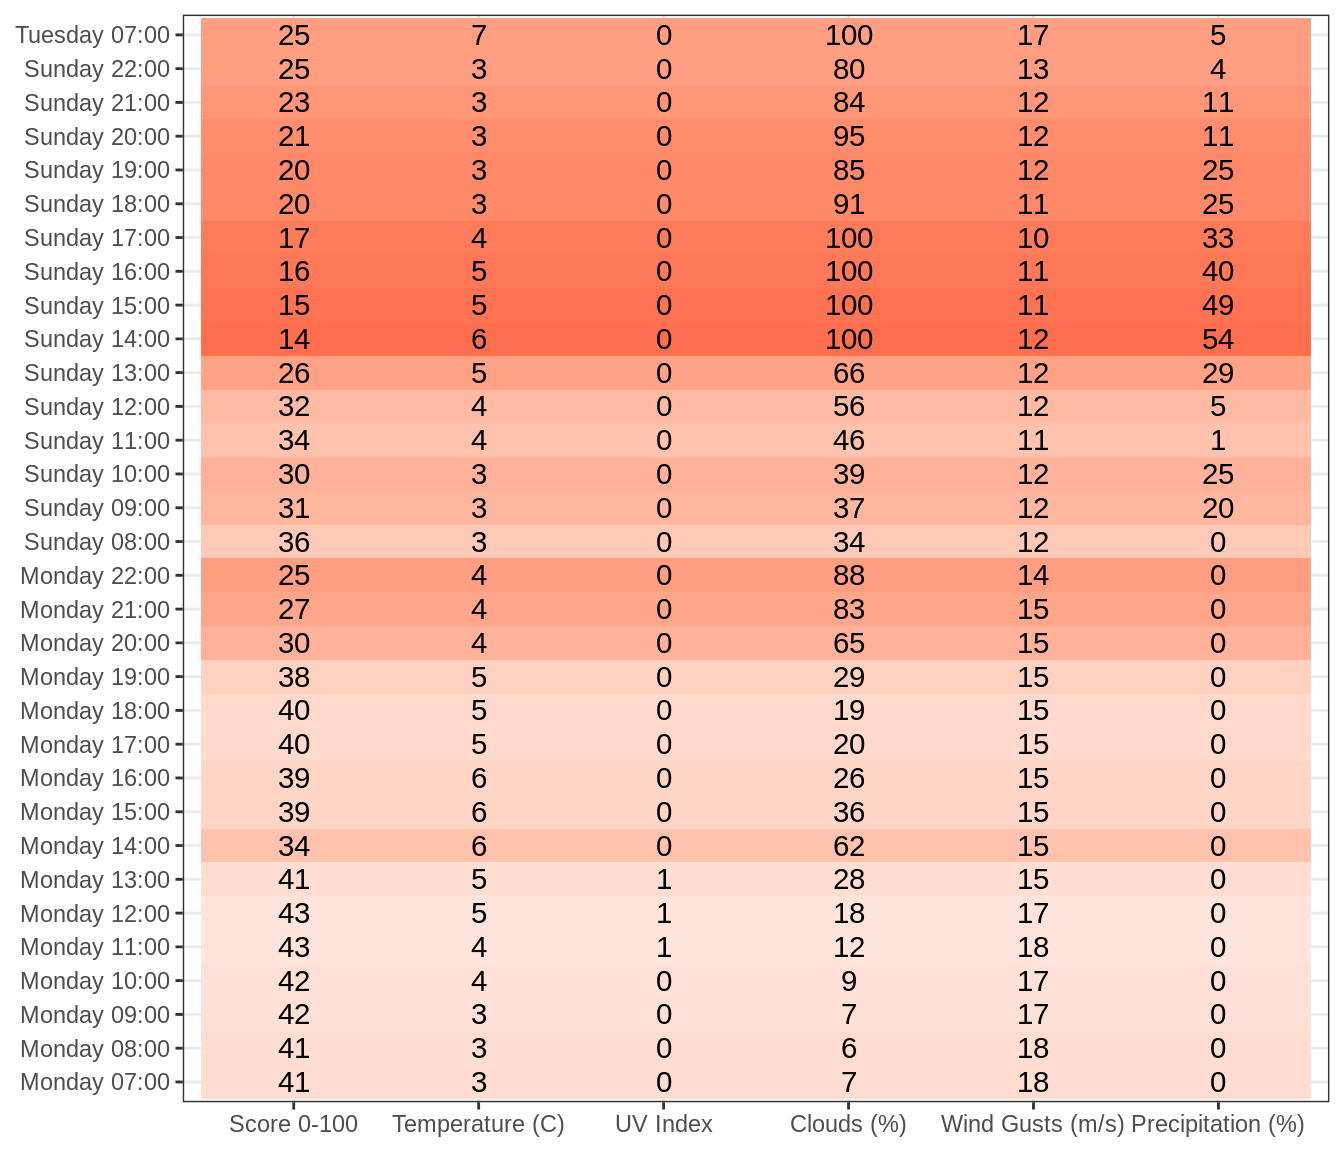 Tuesday 07:00 25 7 0 100 17 5
Sunday 22:00 25 3 0 80 13 4
Sunday 21:00 23 3 0 84 12 11
Sunday 20:00 21 3 0 95 12 11
Sunday 19:00 20 3 0 85 12 25
Sunday 18:00 20 3 0 91 11 25
Sunday 17:00 17 4 0 100 10 33
Sunday 16:00 16 5 0 100 11 40
Sunday 15:00 15 5 0 100 11 49
Sunday 14:00 14 6 0 100 12 54
Sunday 13:00 26 5 0 66 12 29
Sunday 12:00 32 4 0 56 12 5
Sunday 11:00 34 4 0 46 11 1
Sunday 10:00 30 3 0 39 12 25
Sunday 09:00 31 3 0 37 12 20
Sunday 08:00 36 3 0 34 12 0
Monday 22:00 25 4 0 88 14 0
Monday 21:00 27 4 0 83 15 0
Monday 20:00 30 4 0 65 15 0
Monday 19:00 38 5 0 29 15 0
Monday 18:00 40 5 0 19 15 0
Monday 17:00 40 5 0 20 15 0
Monday 16:00 39 6 0 26 15 0
Monday 15:00 39 6 0 36 15 0
Monday 14:00 34 6 0 62 15 0
Monday 13:00 41 5 1 28 15 0
Monday 12:00 43 5 1 18 17 0
Monday 11:00 43 4 1 12 18 0
Monday 10:00 42 4 0 9 17 0
Monday 09:00 42 3 0 7 17 0
Monday 08:00 41 3 0 6 18 0
Monday 07:00 41 3 0 7 18 0
Score 0-100 Temperature (C) UV Index Clouds (%) Wind Gusts (m/s) Precipitation (%)